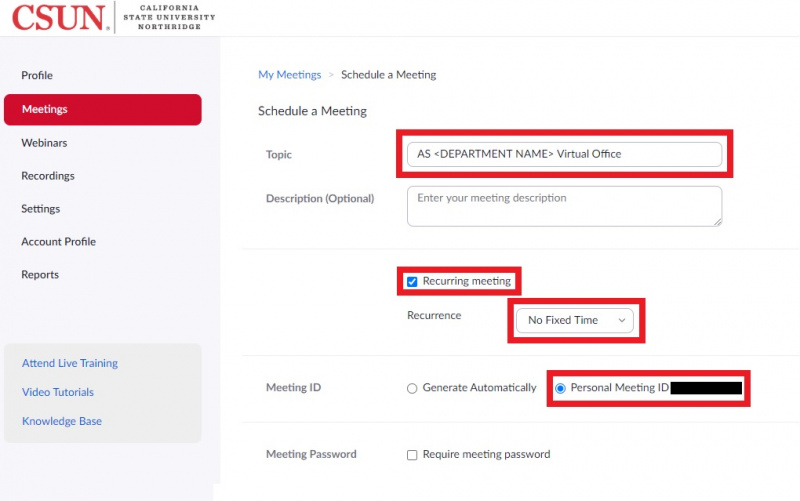 CSUN.
CALIFORNIA
STATE UNIVERSITY
NORTHRIDGE
Profile
Meetings
Webinars
Recordings
Settings
Account Profile
Reports
Attend Live Training
Video Tutorials
Knowledge Base
My Meetings > Schedule a Meeting
Schedule a Meeting
Topic AS <DEPARTMENT NAME> Virtual Office
Description (Optional) Enter your meeting description
Recurring meeting
Recurrence No Fixed Time
Meeting ID Generate Automatically Personal Meeting ID
Meeting Password Require meeting password